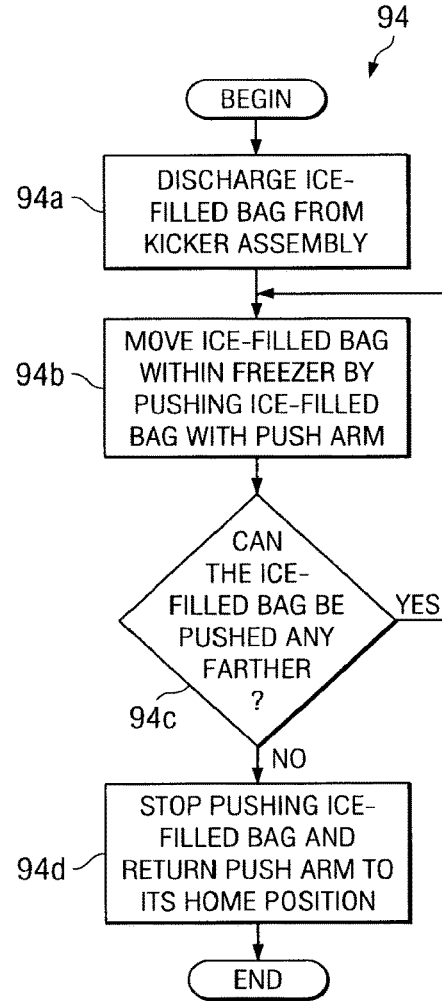 94
BEGIN
94a
DISCHARGE ICE-
FILLED BAG FROM
KICKER ASSEMBLY
94b
MOVE ICE-FILLED BAG
WITHIN FREEZER BY
PUSHING ICE-FILLED
BAG WITH PUSH ARM
CAN
THE ICE-
FILLED BAG BE
PUSHED ANY
FARTHER
?
YES
94c
NO
94d
STOP PUSHING ICE-
FILLED BAG AND
RETURN PUSH ARM TO
ITS HOME POSITION
END